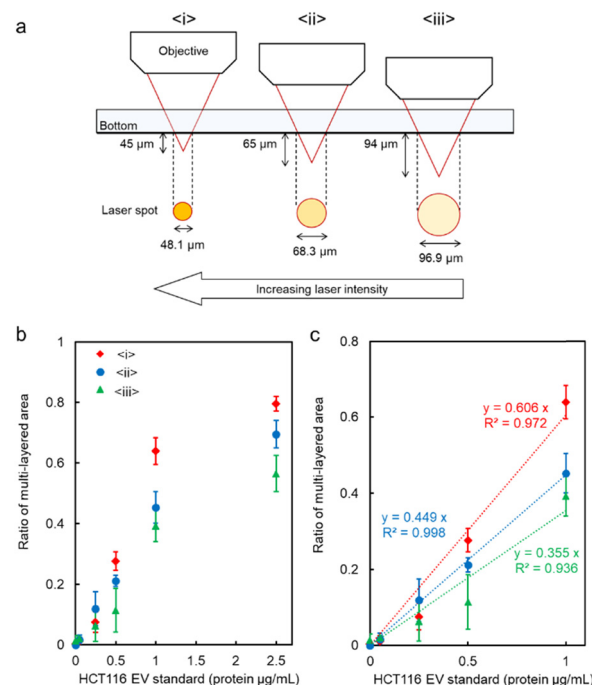 a
<i>
<ii>
<iii>
Objective
Bottom
45 µm
65 µm
94 µm
Laser spot
48.1 µm
68.3 µm
96.9 µm
Increasing laser intensity
b
Ratio of multi-layered area
1
0.8
0.6
0.4
0.2
0
<i>
<ii>
<iii>
0 0.5 1.0 1.5 2.0 2.5
HCT116 EV standard (protein µg/mL)
c
Ratio of multi-layered area
0.8
0.6
0.4
0.2
0
y = 0.606 x
R² = 0.972
y = 0.449 x
R² = 0.998
y = 0.355 x
R² = 0.936
0 0.5 1
HCT116 EV standard (protein µg/mL)